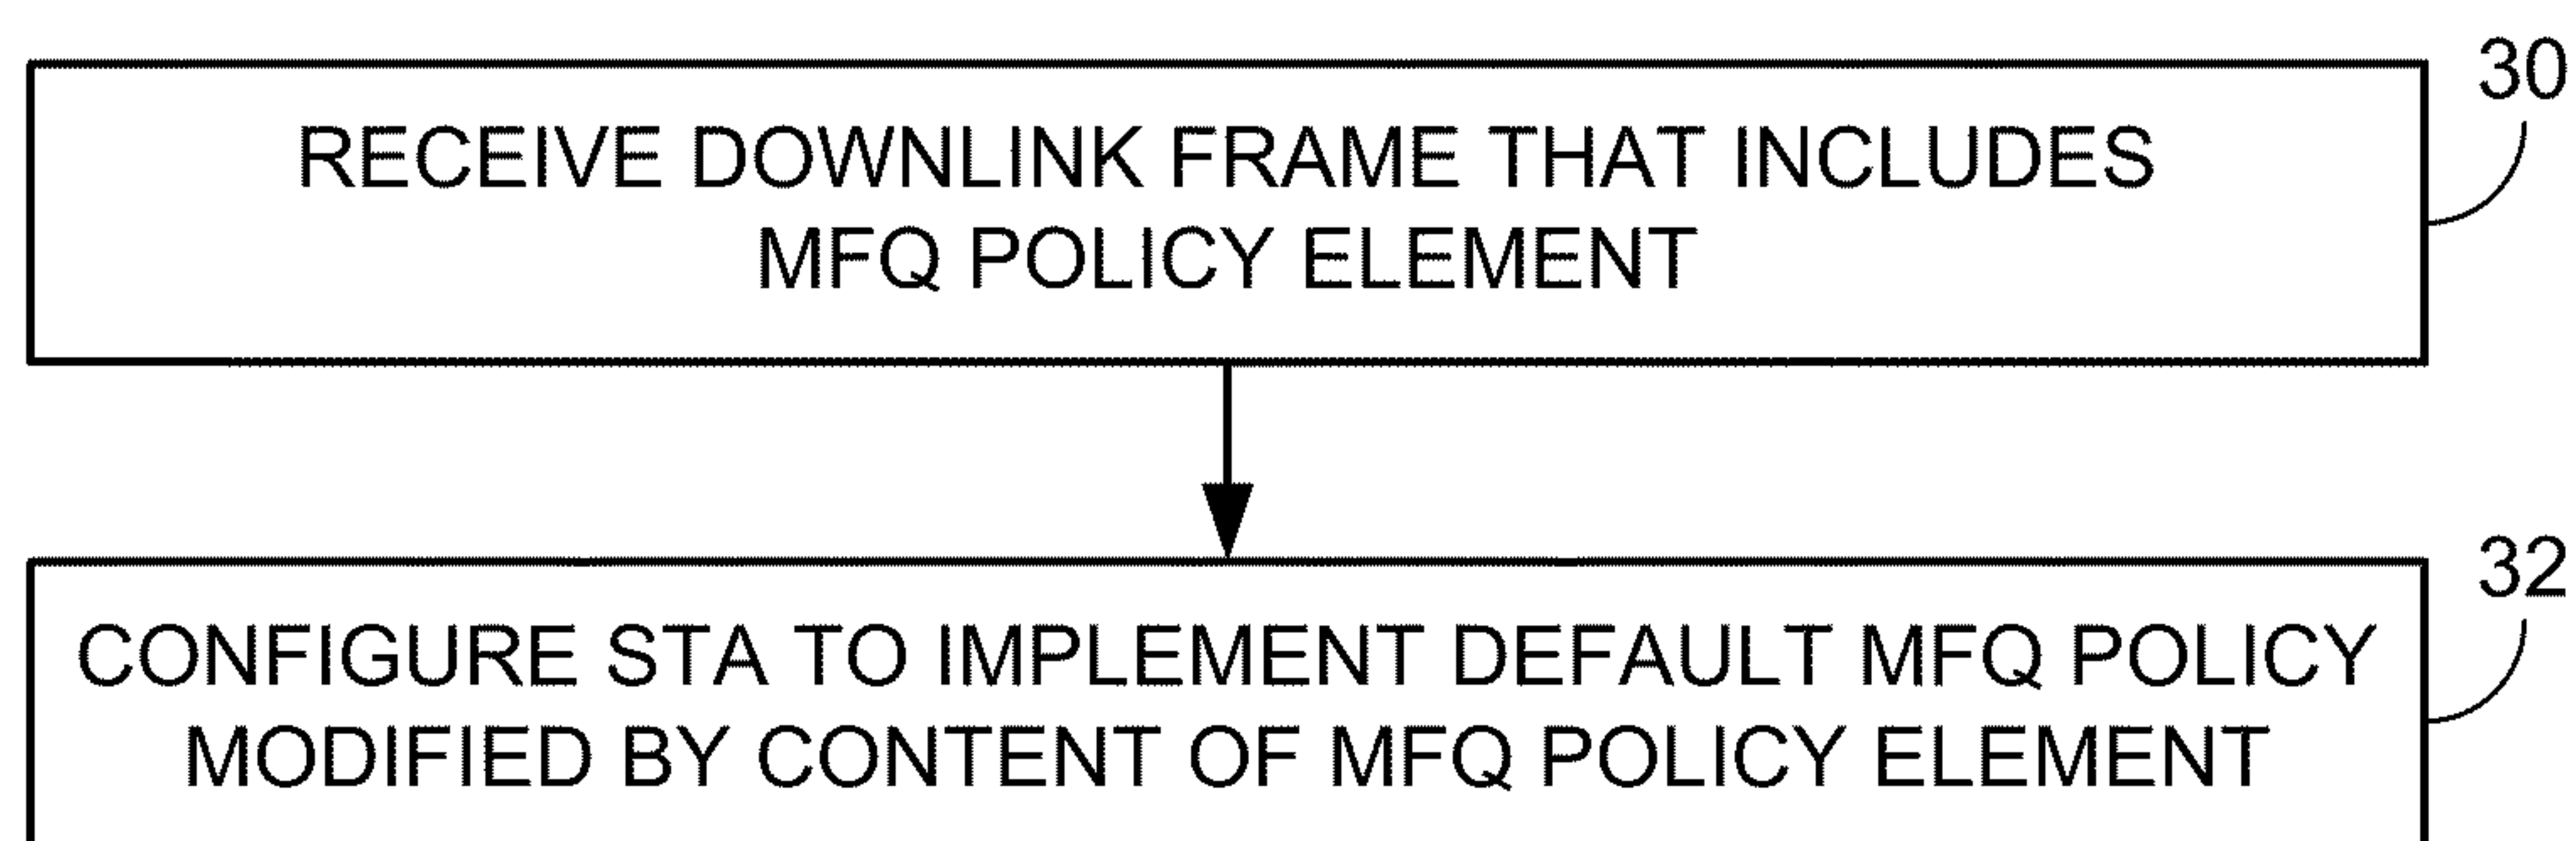 30
RECEIVE DOWNLINK FRAME THAT INCLUDES
MFQ POLICY ELEMENT
32
CONFIGURE STA TO IMPLEMENT DEFAULT MFQ POLICY
MODIFIED BY CONTENT OF MFQ POLICY ELEMENT